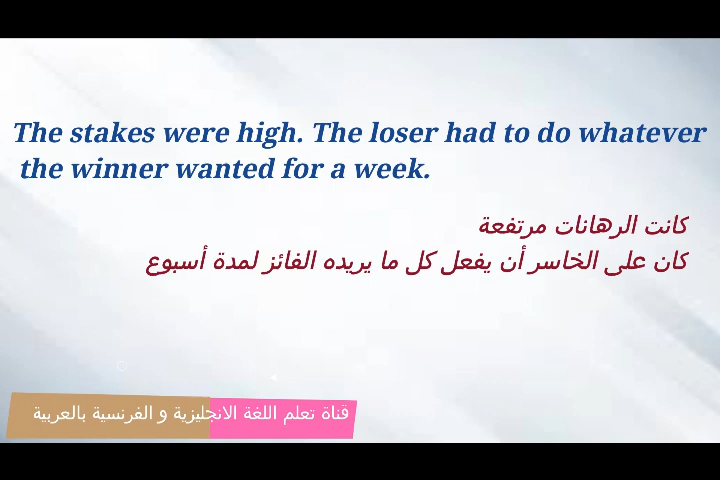 The stakes were high. The loser had to do whatever
the winner wanted for a week.
كانت الرهانات مرتفعة
كان على الخاسر أن يفعل كل ما يريده الفائز لمدة أسبوع
قناة تعلم اللغة الانجليزية و الفرنسية بالعربية